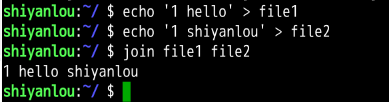 shiyanlou:~/ $ echo '1 hello' > file1
shiyanlou:~/ $ echo '1 shiyanlou' > file2
shiyanlou:~/ $ join file1 file2
1 hello shiyanlou
shiyanlou:~/ $